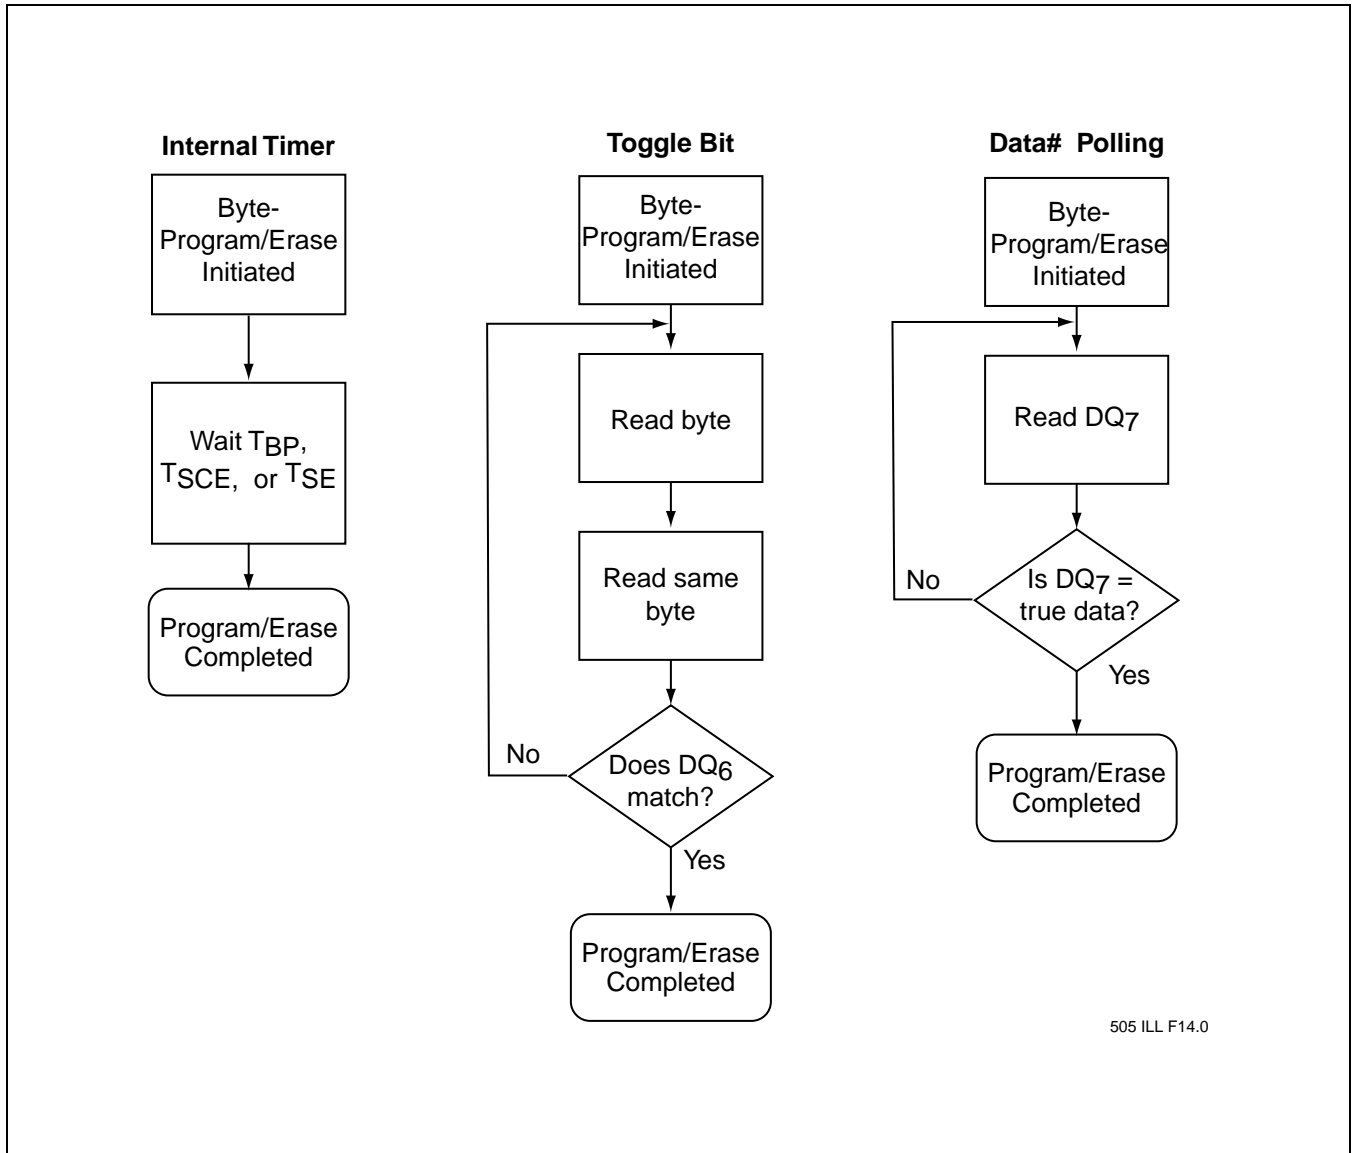 Internal Timer
Byte-
Program/Erase
Initiated
Wait TBP,
TSCE, or TSE
Program/Erase
Completed
Toggle Bit
Byte-
Program/Erase
Initiated
Read byte
Read same
byte
No
Does DQ6
match?
Yes
Program/Erase
Completed
Data# Polling
Byte-
Program/Erase
Initiated
Read DQ7
No
Is DQ7 =
true data?
Yes
Program/Erase
Completed
505 ILL F14.0